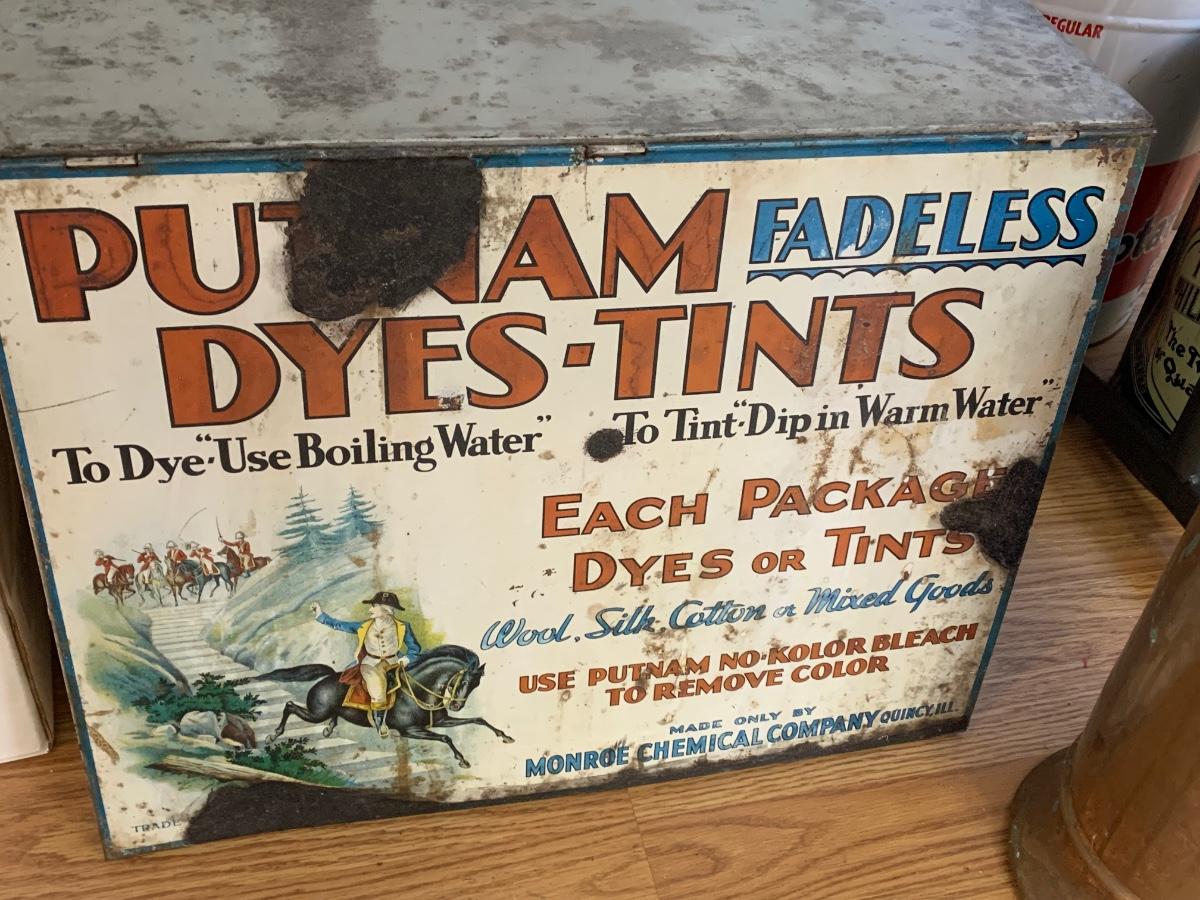 PUTNAM FADELESS
DYES-TINTS
To Dye-"Use Boiling Water" To Tint-"Dip in Warm Water"
EACH PACKAGE
DYES OR TINTS
Wool, Silk, Cotton or Mixed Goods
USE PUTNAM NO-KOLOR BLEACH
TO REMOVE COLOR
MADE ONLY BY
MONROE CHEMICAL COMPANY QUINCY, ILL.
TRADE
REGULAR